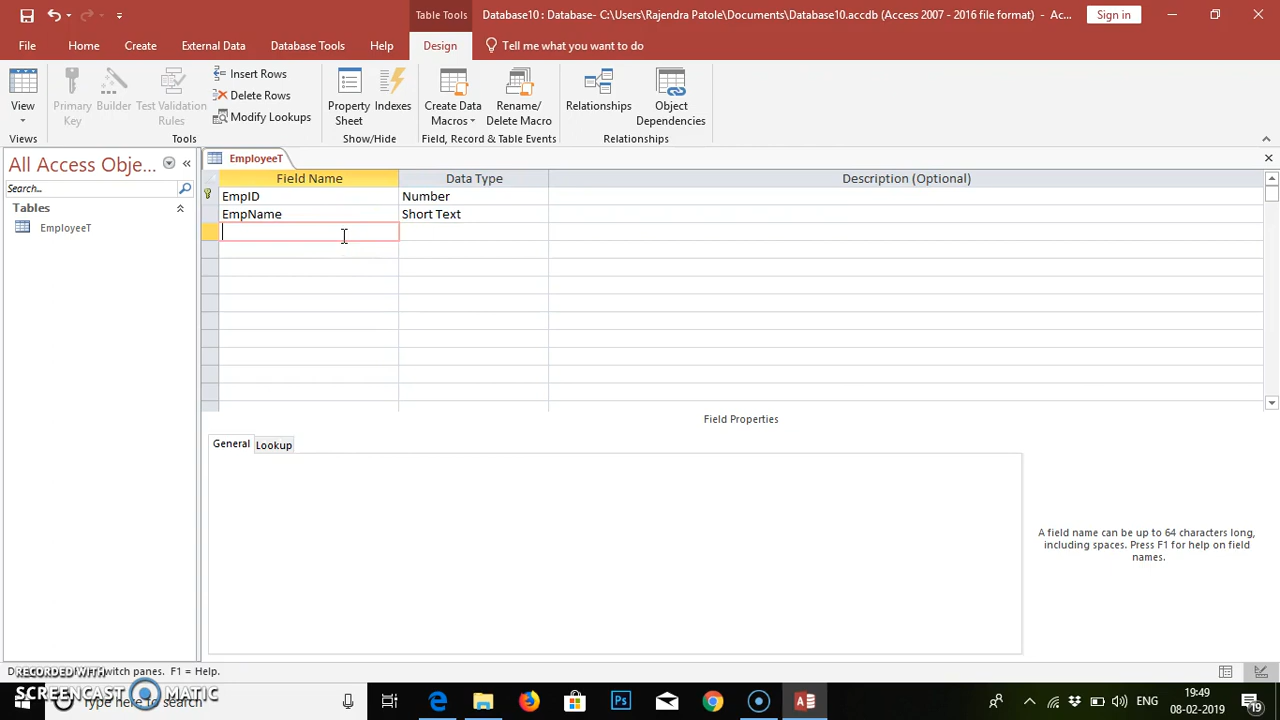 Table Tools
Database10 : Database- C:\Users\Rajendra Patole\Documents\Database10.accdb (Access 2007 - 2016 file format) - Ac...
Sign in
File Home Create External Data Database Tools Help Design Tell me what you want to do
View
Primary Key
Builder
Test Validation Rules
Insert Rows
Delete Rows
Modify Lookups
Property Sheet
Indexes
Create Data Macros
Rename/ Delete Macro
Relationships
Object Dependencies
Views Tools Show/Hide Field, Record & Table Events Relationships
All Access Obje...
Search...
Tables
EmployeeT
EmployeeT
Field Name Data Type Description (Optional)
EmpID Number
EmpName Short Text
Field Properties
General Lookup
A field name can be up to 64 characters long,
including spaces. Press F1 for help on field
names.
witch panes. F1 = Help.
RECORDED WITH
SCREENCAST MATIC
Type here to search
ENG
19:49
08-02-2019
19